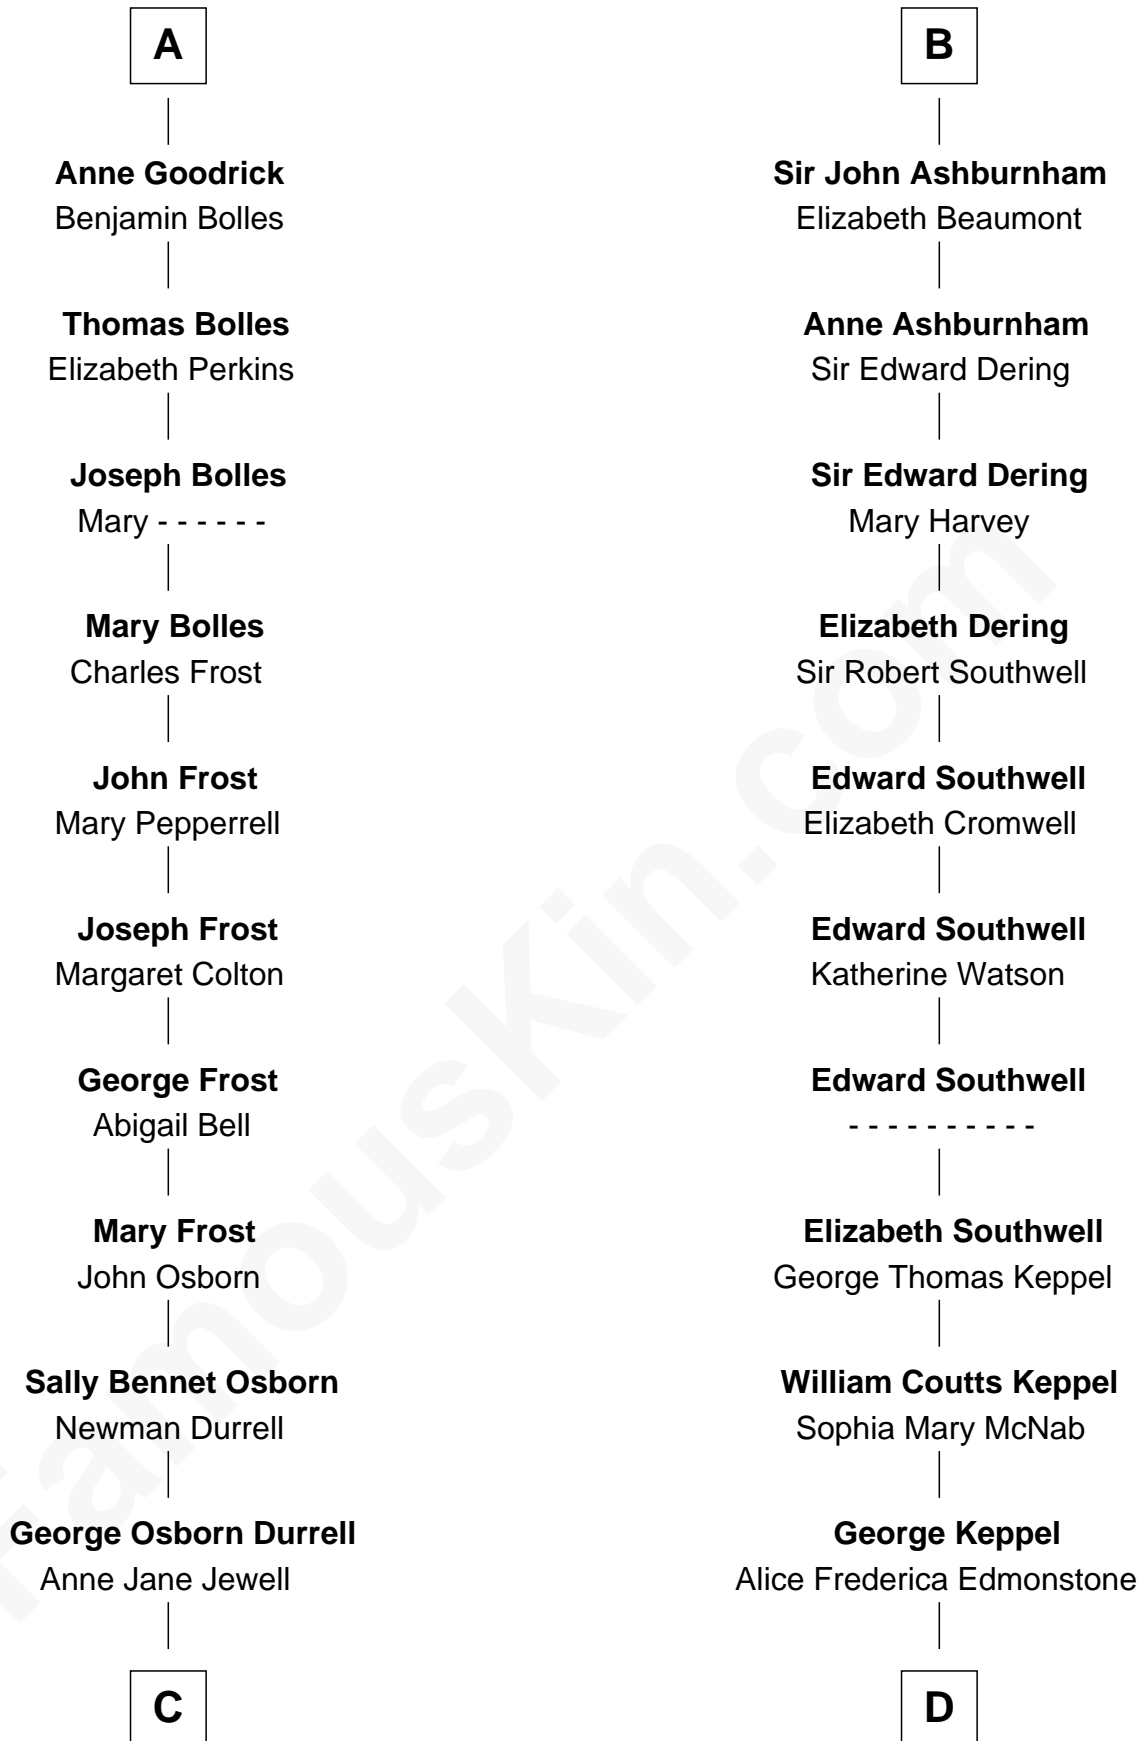 A
Anne Goodrick
Benjamin Bolles
Thomas Bolles
Elizabeth Perkins
Joseph Bolles
Mary - - - - - -
Mary Bolles
Charles Frost
John Frost
Mary Pepperrell
Joseph Frost
Margaret Colton
George Frost
Abigail Bell
Mary Frost
John Osborn
Sally Bennet Osborn
Newman Durrell
George Osborn Durrell
Anne Jane Jewell
C
B
Sir John Ashburnham
Elizabeth Beaumont
Anne Ashburnham
Sir Edward Dering
Sir Edward Dering
Mary Harvey
Elizabeth Dering
Sir Robert Southwell
Edward Southwell
Elizabeth Cromwell
Edward Southwell
Katherine Watson
Edward Southwell
- - - - - - - - - -
Elizabeth Southwell
George Thomas Keppel
William Coutts Keppel
Sophia Mary McNab
George Keppel
Alice Frederica Edmonstone
D
FamousKin.com